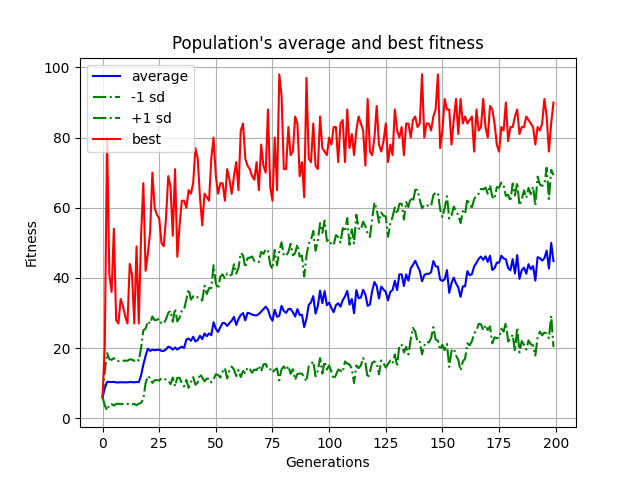 Population's average and best fitness
average
-1 sd
+1 sd
best
Fitness
100
80
60
40
20
0
0 25 50 75 100 125 150 175 200
Generations